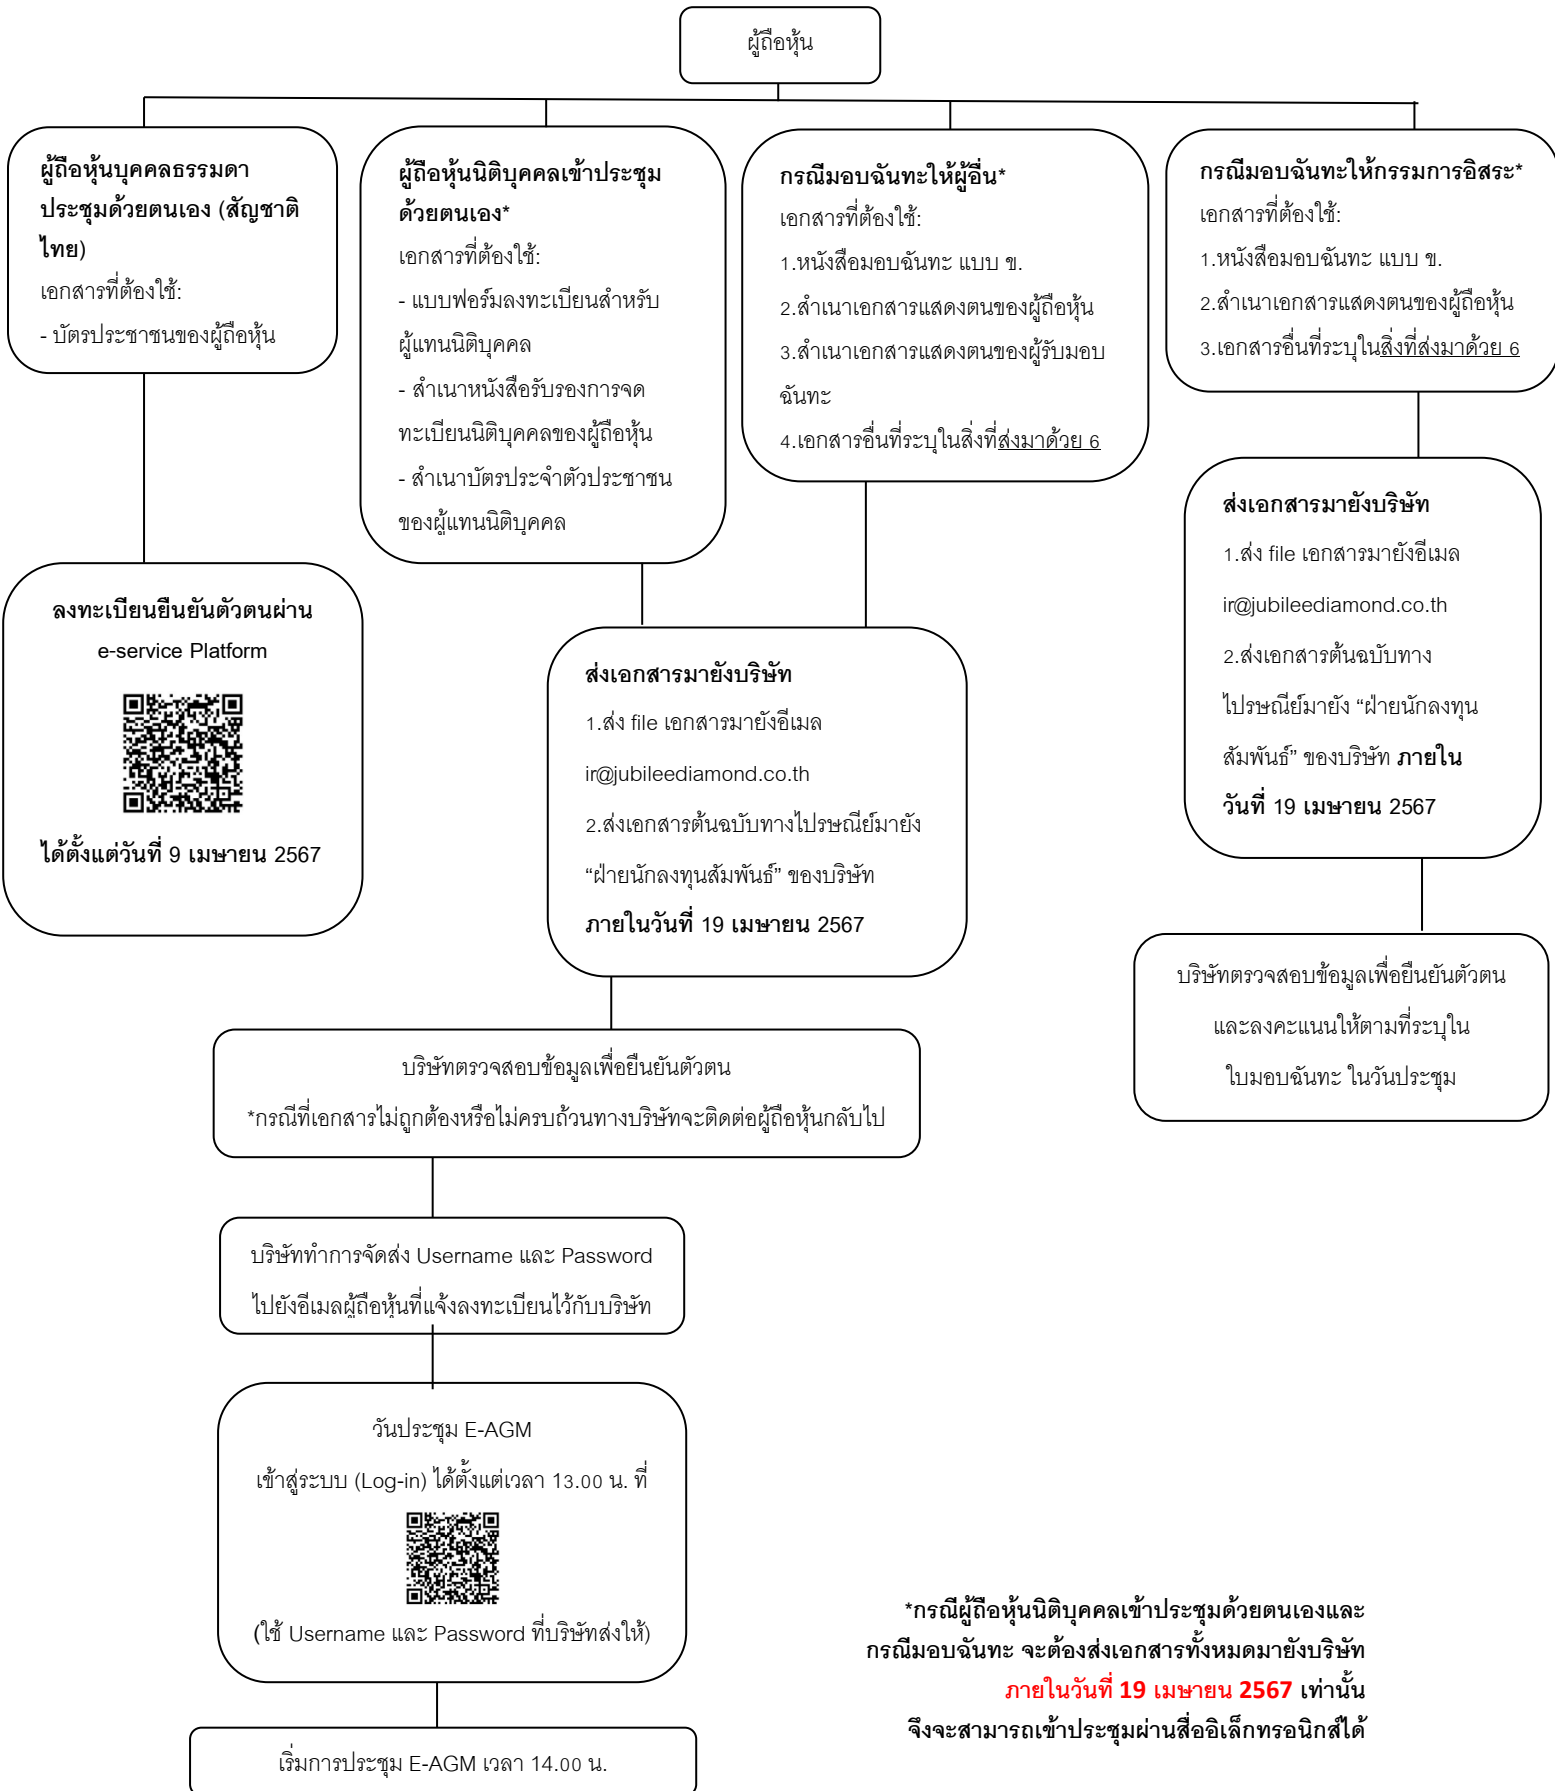 ผู้ถือหุ้น
ผู้ถือหุ้นบุคคลธรรมดา
ประชุมด้วยตนเอง (สัญชาติ
ไทย)
เอกสารที่ต้องใช้:
- บัตรประชาชนของผู้ถือหุ้น
ผู้ถือหุ้นนิติบุคคลเข้าประชุม
ด้วยตนเอง*
เอกสารที่ต้องใช้:
- แบบฟอร์มลงทะเบียนสำหรับ
ผู้แทนนิติบุคคล
- สำเนาหนังสือรับรองการจด
ทะเบียนนิติบุคคลของผู้ถือหุ้น
- สำเนาบัตรประจำตัวประชาชน
ของผู้แทนนิติบุคคล
กรณีมอบฉันทะให้ผู้อื่น*
เอกสารที่ต้องใช้:
1.หนังสือมอบฉันทะ แบบ ข.
2.สำเนาเอกสารแสดงตนของผู้ถือหุ้น
3.สำเนาเอกสารแสดงตนของผู้รับมอบ
ฉันทะ
4.เอกสารอื่นที่ระบุในสิ่งที่ส่งมาด้วย 6
กรณีมอบฉันทะให้กรรมการอิสระ*
เอกสารที่ต้องใช้:
1.หนังสือมอบฉันทะ แบบ ข.
2.สำเนาเอกสารแสดงตนของผู้ถือหุ้น
3.เอกสารอื่นที่ระบุในสิ่งที่ส่งมาด้วย 6
ลงทะเบียนยืนยันตัวตนผ่าน
e-service Platform
ได้ตั้งแต่วันที่ 9 เมษายน 2567
ส่งเอกสารมายังบริษัท
1.ส่ง file เอกสารมายังอีเมล
ir@jubileediamond.co.th
2.ส่งเอกสารต้นฉบับทางไปรษณีย์มายัง
“ฝ่ายนักลงทุนสัมพันธ์” ของบริษัท
ภายในวันที่ 19 เมษายน 2567
ส่งเอกสารมายังบริษัท
1.ส่ง file เอกสารมายังอีเมล
ir@jubileediamond.co.th
2.ส่งเอกสารต้นฉบับทาง
ไปรษณีย์มายัง “ฝ่ายนักลงทุน
สัมพันธ์” ของบริษัท ภายใน
วันที่ 19 เมษายน 2567
บริษัทตรวจสอบข้อมูลเพื่อยืนยันตัวตน
และลงคะแนนให้ตามที่ระบุใน
ใบมอบฉันทะ ในวันประชุม
บริษัทตรวจสอบข้อมูลเพื่อยืนยันตัวตน
*กรณีที่เอกสารไม่ถูกต้องหรือไม่ครบถ้วนทางบริษัทจะติดต่อผู้ถือหุ้นกลับไป
บริษัททำการจัดส่ง Username และ Password
ไปยังอีเมลผู้ถือหุ้นที่แจ้งลงทะเบียนไว้กับบริษัท
วันประชุม E-AGM
เข้าสู่ระบบ (Log-in) ได้ตั้งแต่เวลา 13.00 น. ที่
(ใช้ Username และ Password ที่บริษัทส่งให้)
เริ่มการประชุม E-AGM เวลา 14.00 น.
*กรณีผู้ถือหุ้นนิติบุคคลเข้าประชุมด้วยตนเองและ
กรณีมอบฉันทะ จะต้องส่งเอกสารทั้งหมดมายังบริษัท
ภายในวันที่ 19 เมษายน 2567 เท่านั้น
จึงจะสามารถเข้าประชุมผ่านสื่ออิเล็กทรอนิกส์ได้